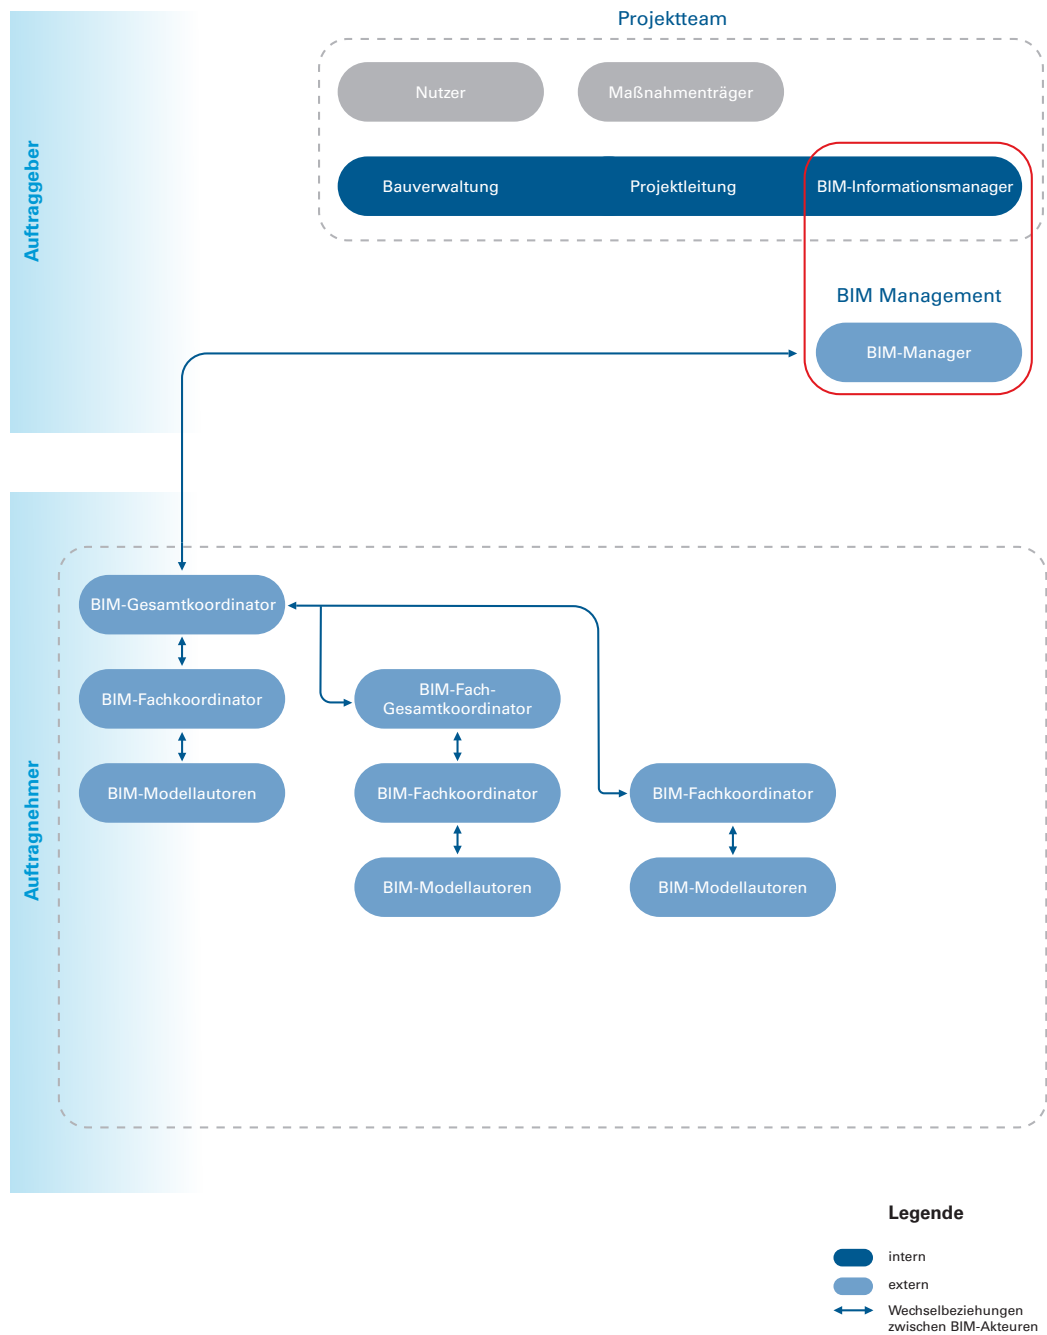 Projektteam
Nutzer
Maßnahmenträger
Auftraggeber
Bauverwaltung
Projektleitung
BIM-Informationsmanager
BIM Management
BIM-Manager
BIM-Gesamtkoordinator
BIM-Fachkoordinator
BIM-Fach-
Gesamtkoordinator
Auftragnehmer
BIM-Modellautoren
BIM-Fachkoordinator
BIM-Fachkoordinator
BIM-Modellautoren
BIM-Modellautoren
Legende
intern
extern
Wechselbeziehungen
zwischen BIM-Akteuren